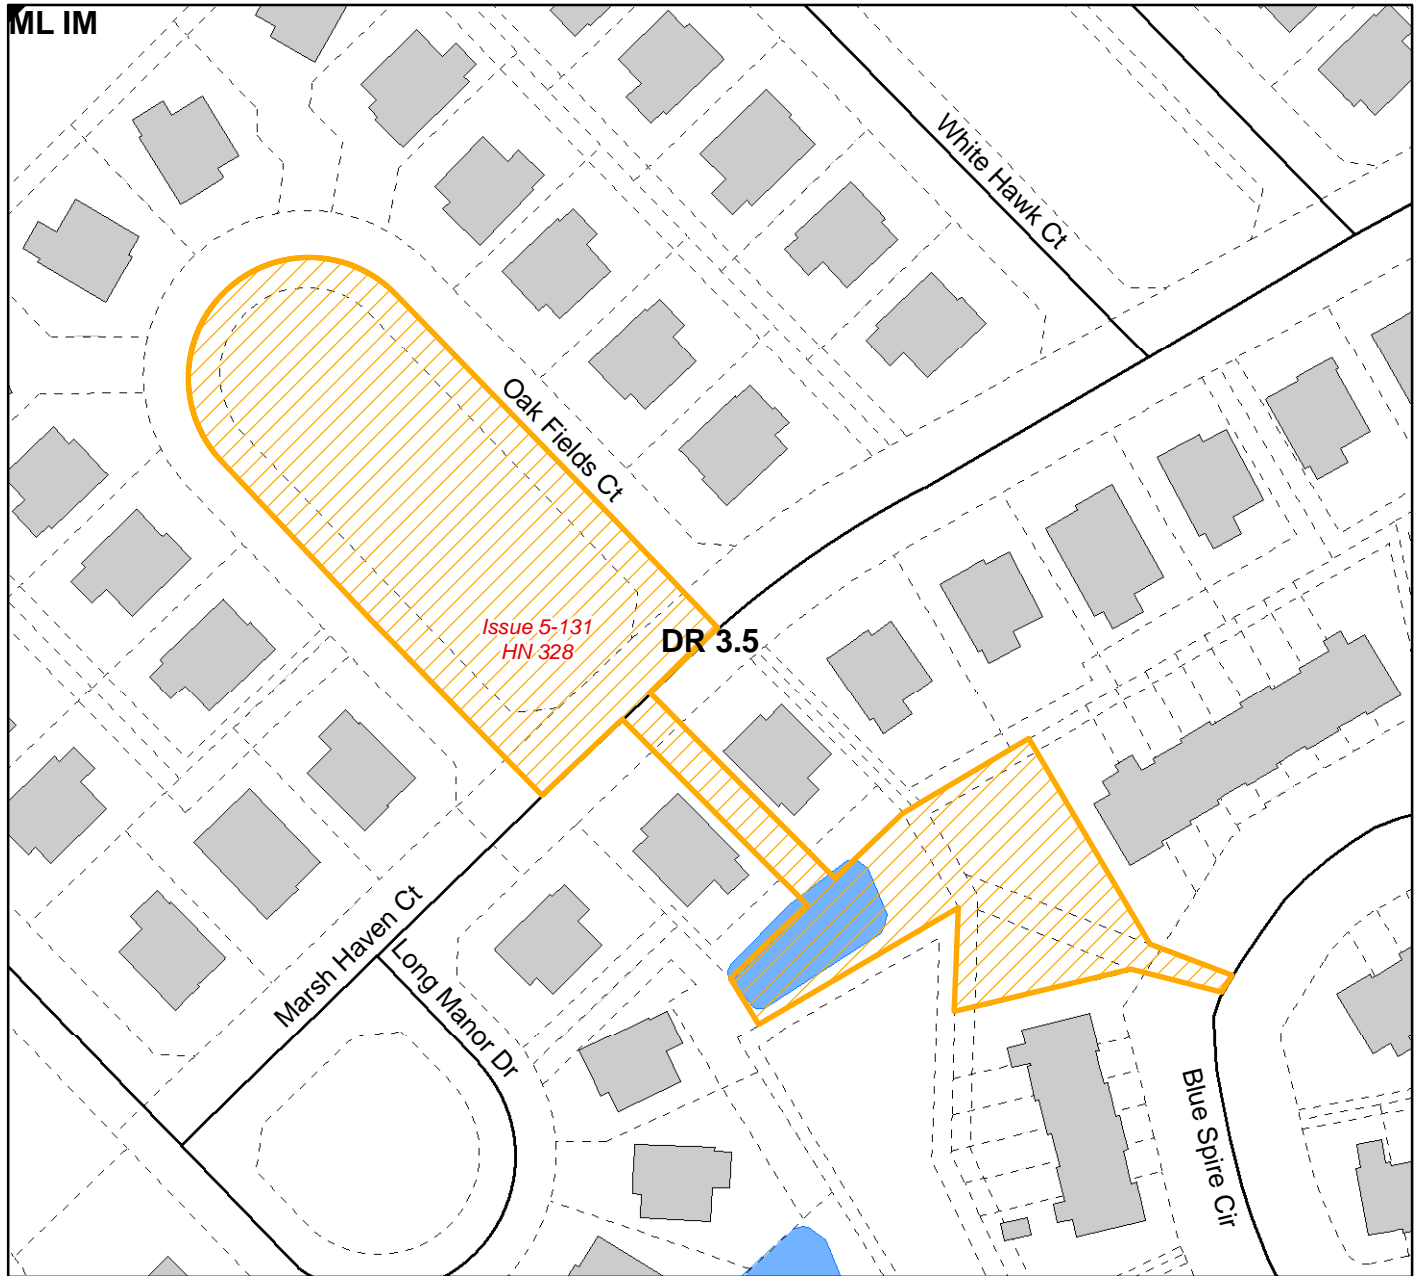 ML IM
White Hawk Ct
Oak Fields Ct
Issue 5-131
HN 328
DR 3.5
Marsh Haven Ct
Long Manor Dr
Blue Spire Cir